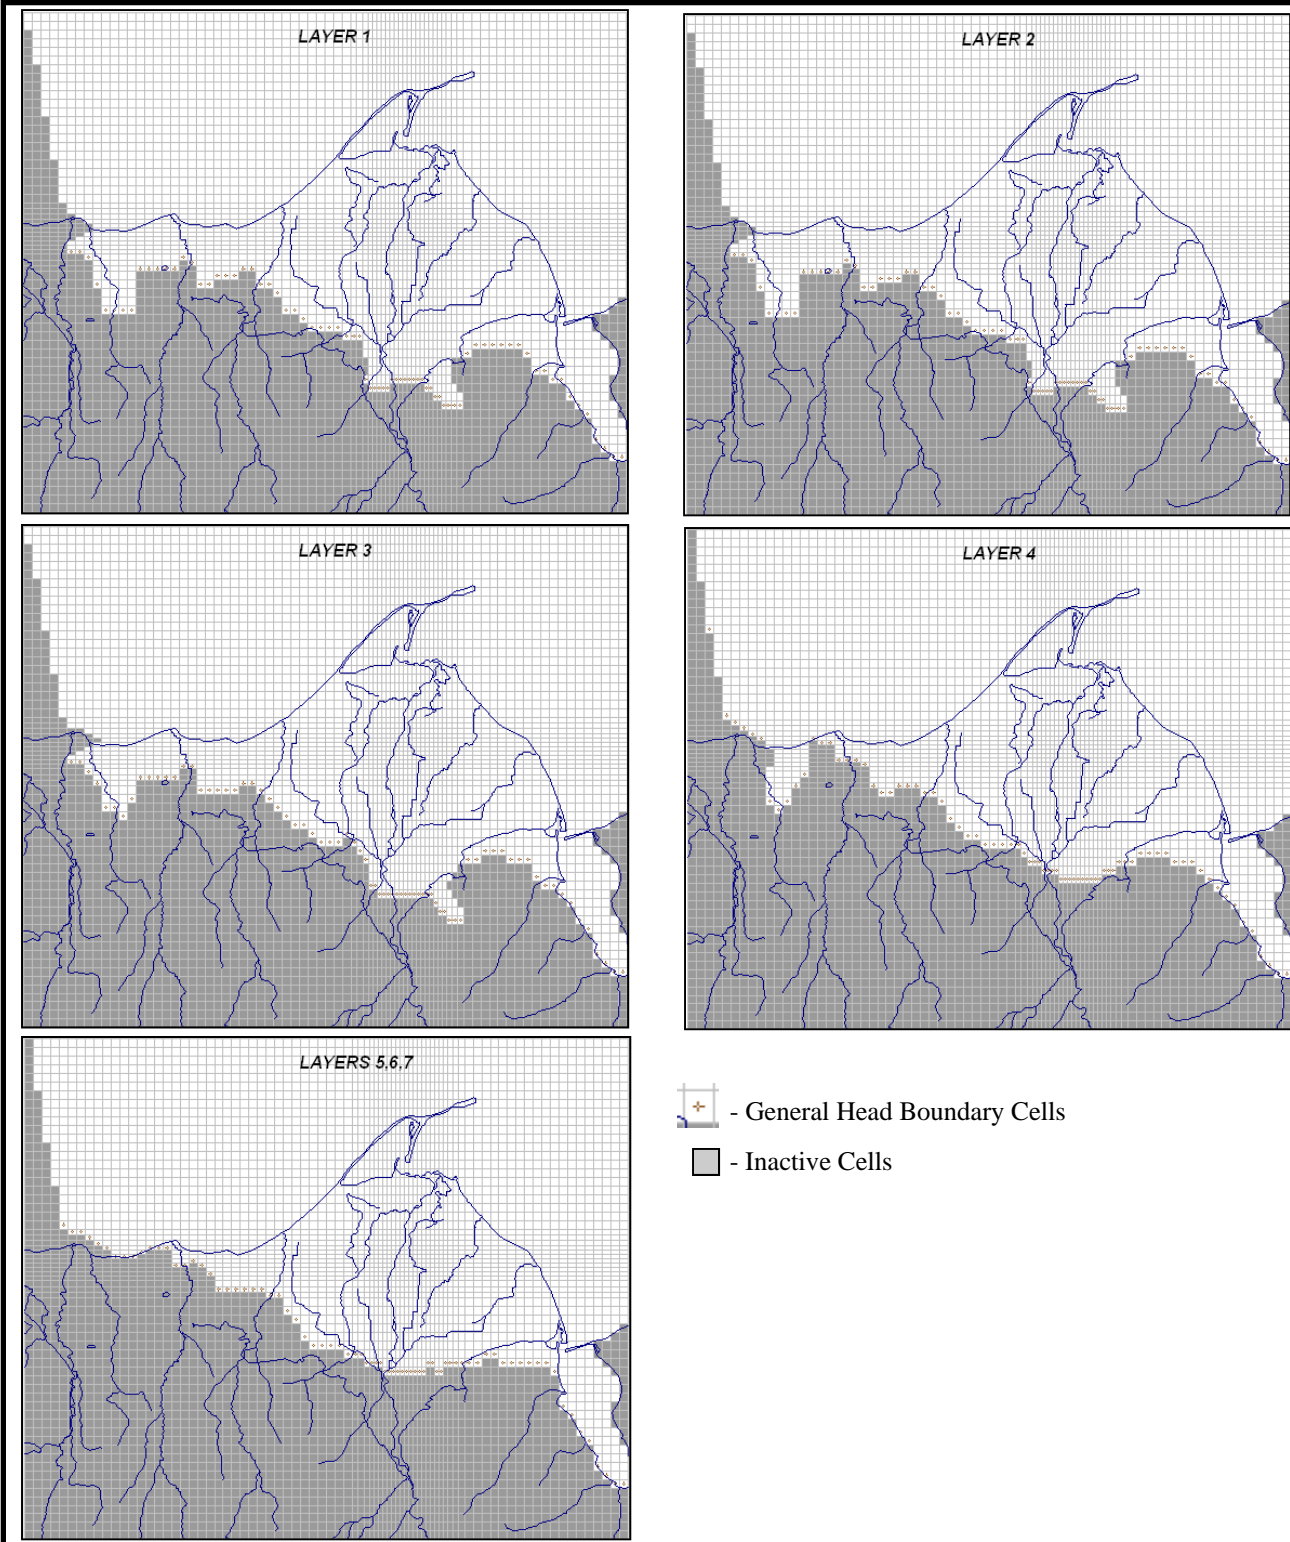 LAYER 1
LAYER 2
LAYER 3
LAYER 4
LAYERS 5,6,7
- General Head Boundary Cells
- Inactive Cells